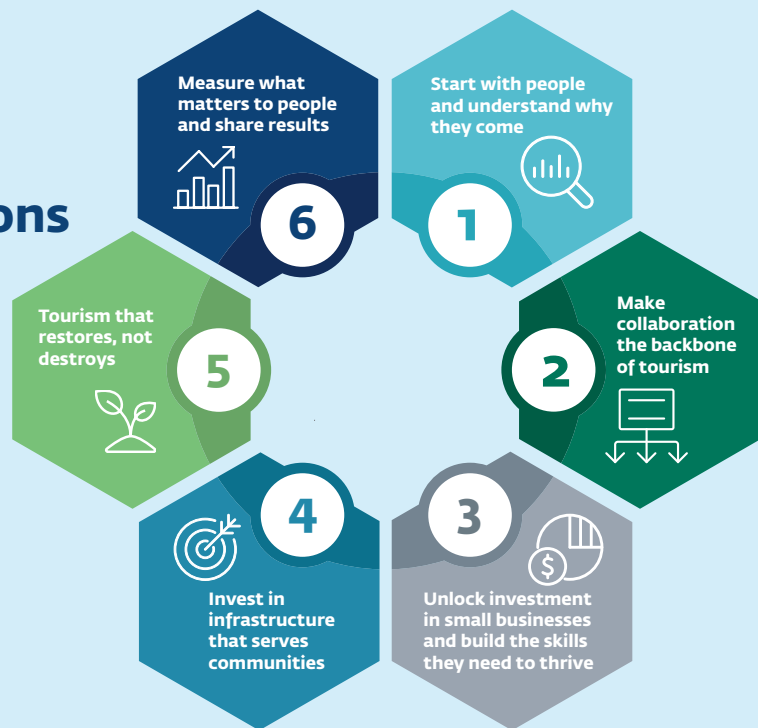 ons
1
Start with people
and understand why
they come
2
Make
collaboration
the backbone
of tourism
3
Unlock investment
in small businesses
and build the skills
they need to thrive
$
4
Invest in
infrastructure
that serves
communities
5
Tourism that
restores, not
destroys
6
Measure what
matters to people
and share results